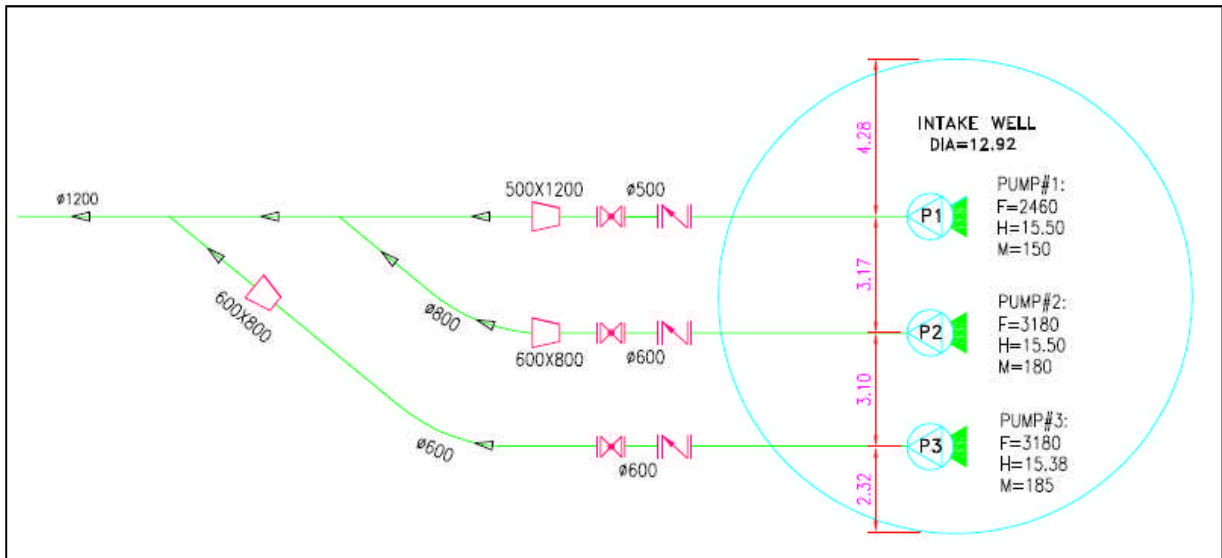 4.28
INTAKE WELL
DIA=12.92
ø1200
500X1200
ø500
P1
PUMP#1:
F=2460
H=15.50
M=150
3.17
600X800
ø800
600X800
ø600
P2
PUMP#2:
F=3180
H=15.50
M=180
3.10
ø600
ø600
P3
PUMP#3:
F=3180
H=15.38
M=185
2.32